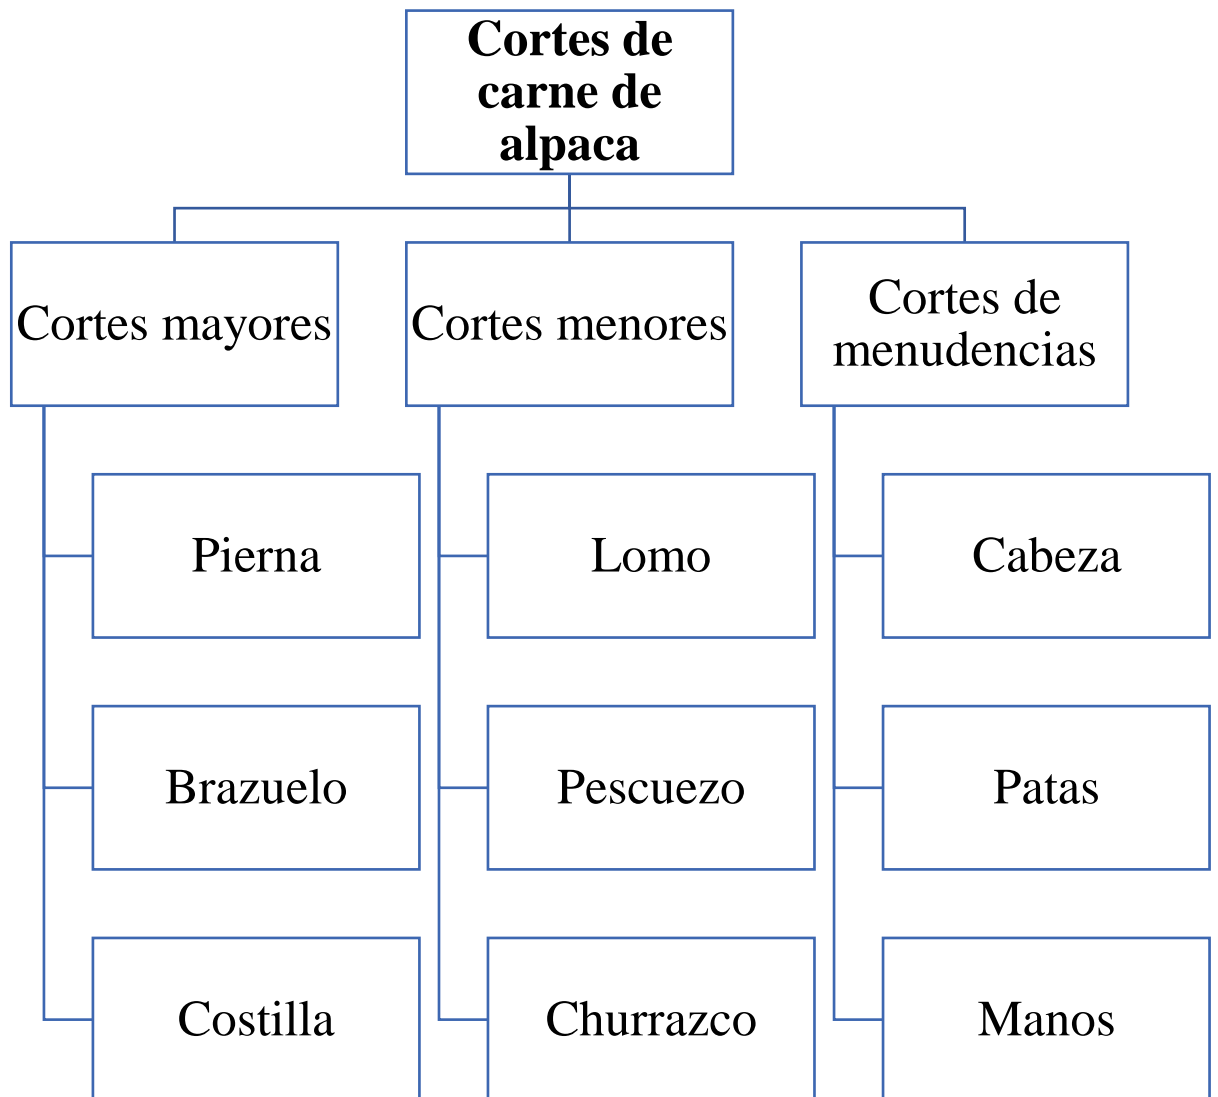 Cortes de
carne de
alpaca
Cortes mayores
Cortes menores
Cortes de
menudencias
Pierna
Lomo
Cabeza
Brazuelo
Pescuezo
Patas
Costilla
Churrazco
Manos